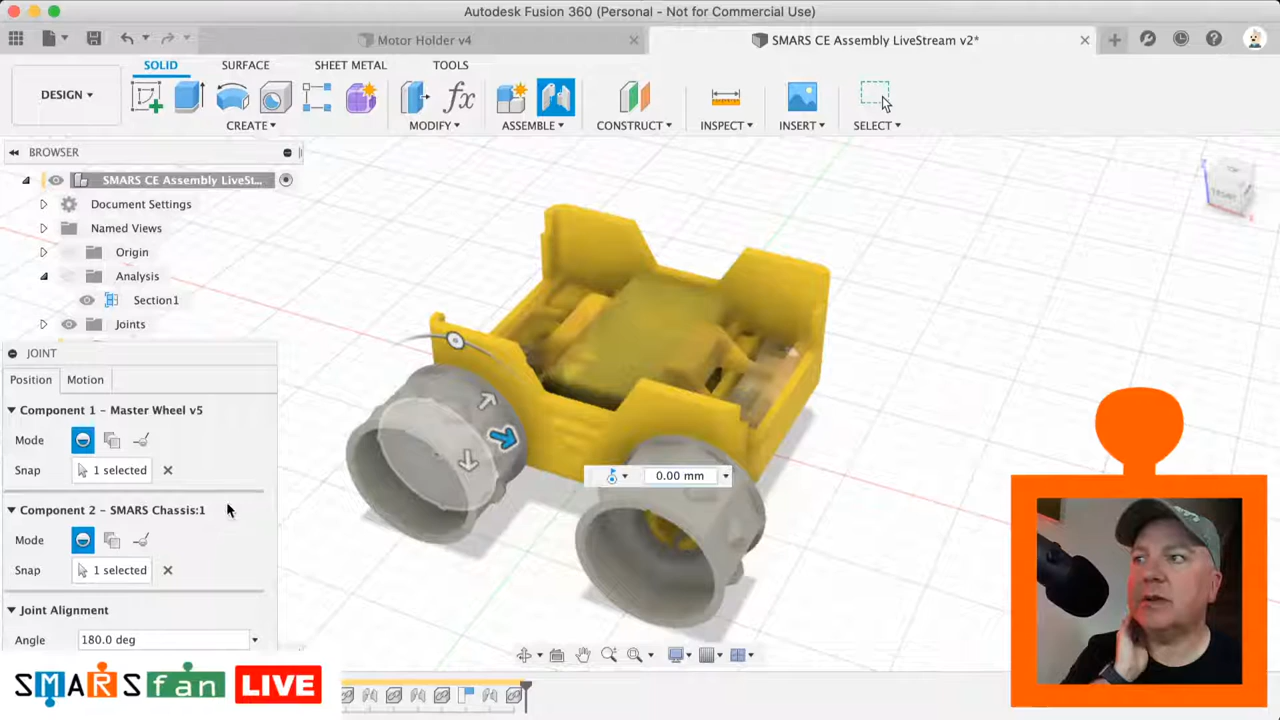 Autodesk Fusion 360 (Personal - Not for Commercial Use)
Motor Holder v4
SMARS CE Assembly LiveStream v2*
SOLID
SURFACE
SHEET METAL
TOOLS
DESIGN
CREATE
MODIFY
fx
ASSEMBLE
CONSTRUCT
INSPECT
INSERT
SELECT
BROWSER
SMARS CE Assembly LiveSt...
Document Settings
Named Views
Origin
Analysis
Section1
Joints
JOINT
Position
Motion
Component 1 - Master Wheel v5
Mode
Snap
1 selected
Component 2 - SMARS Chassis:1
Mode
Snap
1 selected
Joint Alignment
Angle
180.0 deg
0.00 mm
SMARS fan LIVE